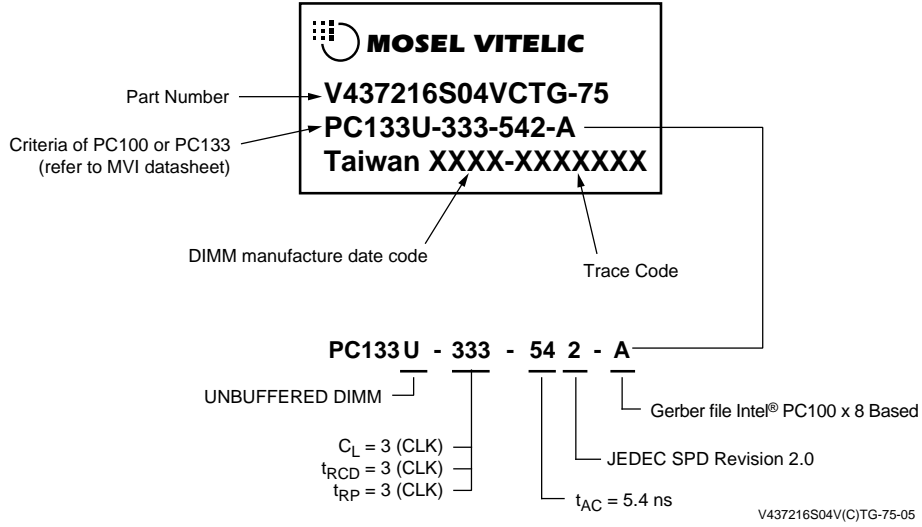 MOSEL VITELIC
Part Number
V437216S04VCTG-75
Criteria of PC100 or PC133
(refer to MVI datasheet)
PC133U-333-542-A
Taiwan XXXX-XXXXXXX
DIMM manufacture date code
Trace Code
PC133 U - 333 - 54 2 - A
UNBUFFERED DIMM
Gerber file Intel® PC100 x 8 Based
CL = 3 (CLK)
tRCD = 3 (CLK)
tRP = 3 (CLK)
JEDEC SPD Revision 2.0
tAC = 5.4 ns
V437216S04V(C)TG-75-05